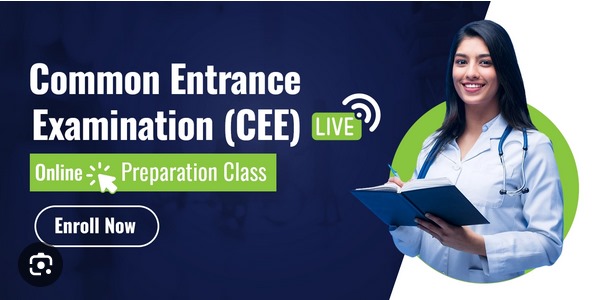 Common Entrance
Examination (CEE) LIVE
Online Preparation Class
Enroll Now